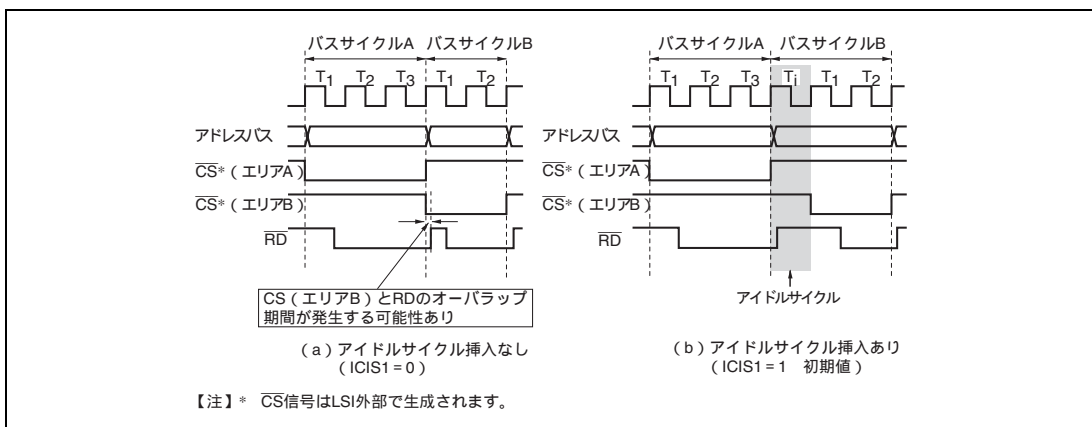 バスサイクルA バスサイクルB
T1 T2 T3 T1 T2
アドレスバス
CS*(エリアA)
CS*(エリアB)
RD
CS(エリアB)とRDのオーバラップ
期間が発生する可能性あり
(a)アイドルサイクル挿入なし
(ICIS1=0)
バスサイクルA バスサイクルB
T1 T2 T3 Ti T1 T2
アドレスバス
CS*(エリアA)
CS*(エリアB)
RD
アイドルサイクル
(b)アイドルサイクル挿入あり
(ICIS1=1 初期値)
【注】* CS信号はLSI外部で生成されます。